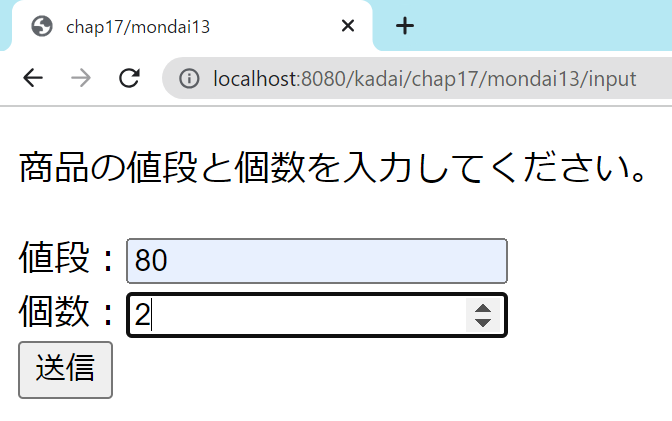 chap17/mondai13
localhost:8080/kadai/chap17/mondai13/input
商品の値段と個数を入力してください。
値段：80
個数：2
送信